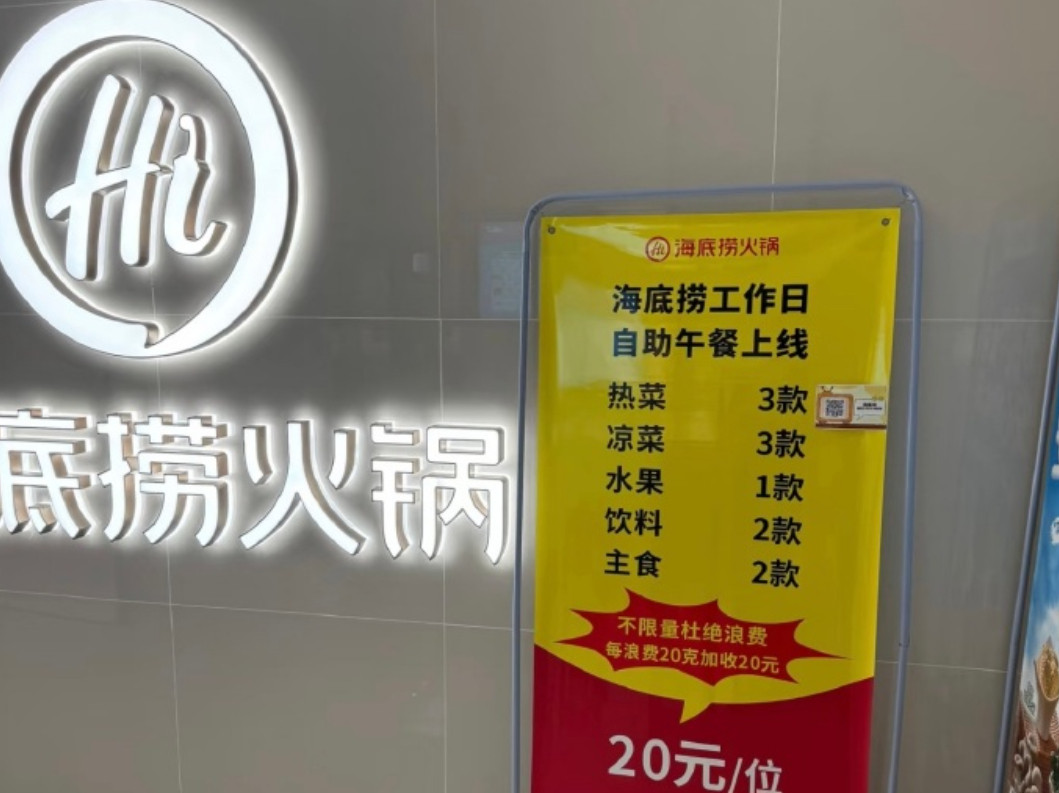 Hi
底捞火锅
Hi 海底捞火锅
海底捞工作日
自助午餐上线
热菜 3款
凉菜 3款
水果 1款
饮料 2款
主食 2款
不限量杜绝浪费
每浪费20克加收20元
20元/位